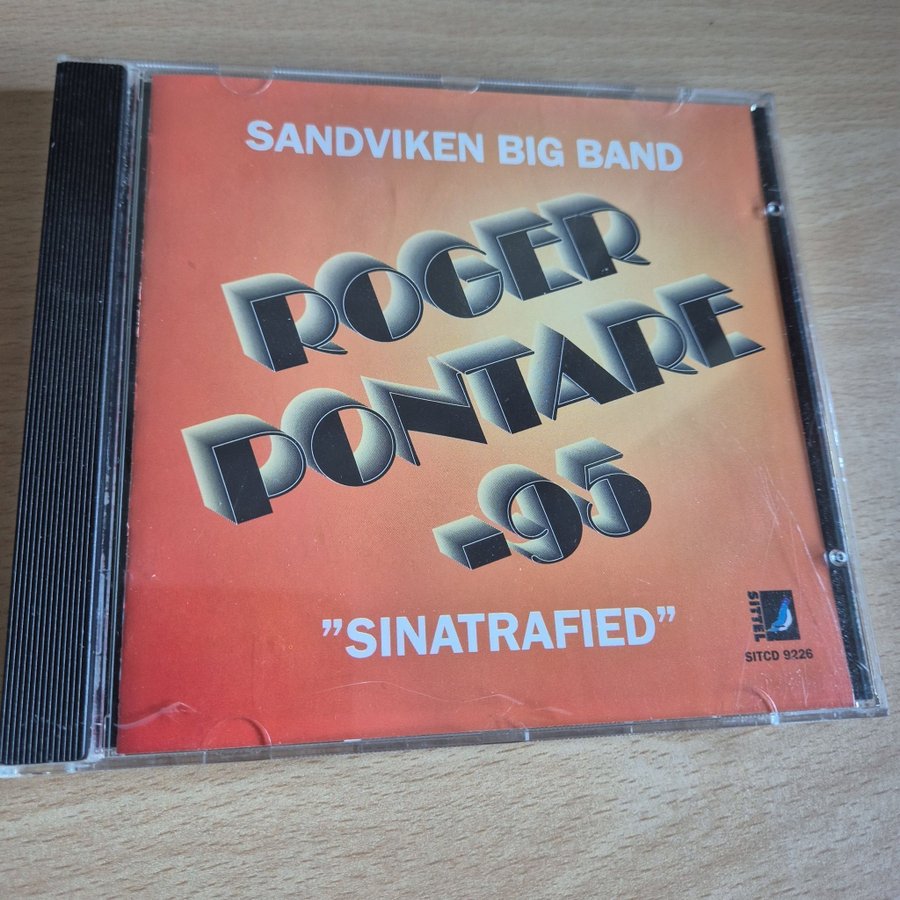 SANDVIKEN BIG BAND
ROGER
PONTARE
-95
”SINATRAFIED”
SITTEL
SITCD 9226